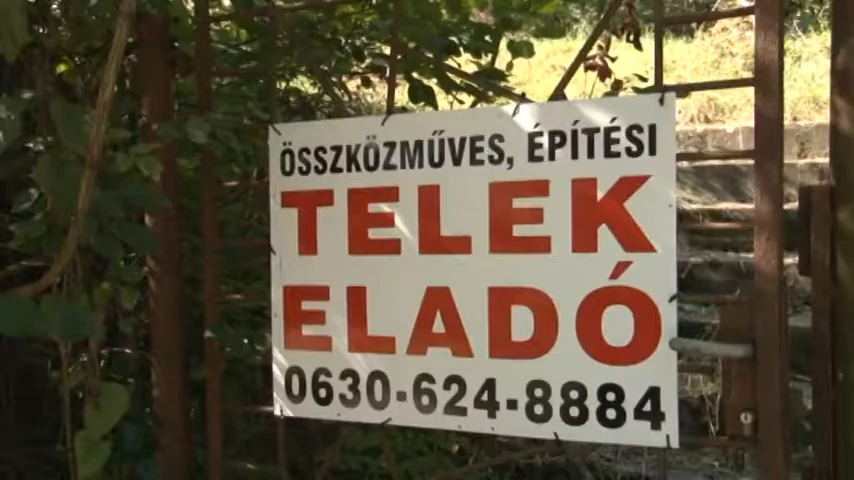 ÖSSZKÖZMŰVES, ÉPÍTÉSI
TELEK
ELADÓ
0630-624-8884